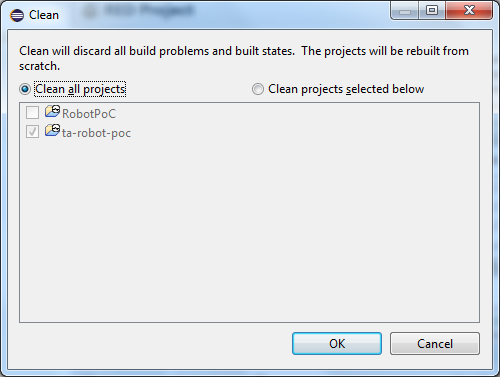 RED Project
Clean
Clean will discard all build problems and built states.  The projects will be rebuilt from
scratch.
Clean all projects
Clean projects selected below
RobotPoC
ta-robot-poc
OK
Cancel